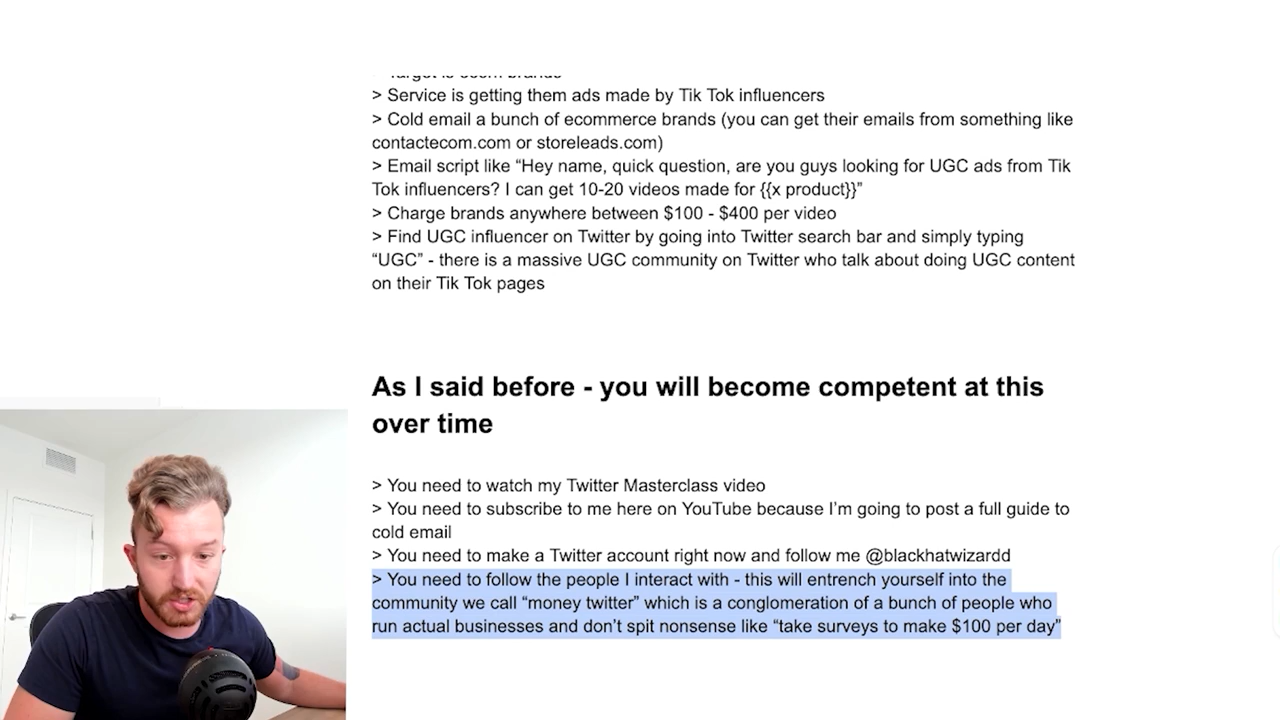 > Target is ecom brands
> Service is getting them ads made by Tik Tok influencers
> Cold email a bunch of ecommerce brands (you can get their emails from something like
contactecom.com or storeleads.com)
> Email script like “Hey name, quick question, are you guys looking for UGC ads from Tik
Tok influencers? I can get 10-20 videos made for {{x product}}”
> Charge brands anywhere between $100 - $400 per video
> Find UGC influencer on Twitter by going into Twitter search bar and simply typing
“UGC” - there is a massive UGC community on Twitter who talk about doing UGC content
on their Tik Tok pages
As I said before - you will become competent at this
over time
> You need to watch my Twitter Masterclass video
> You need to subscribe to me here on YouTube because I’m going to post a full guide to
cold email
> You need to make a Twitter account right now and follow me @blackhatwizardd
> You need to follow the people I interact with - this will entrench yourself into the
community we call “money twitter” which is a conglomeration of a bunch of people who
run actual businesses and don’t spit nonsense like “take surveys to make $100 per day”